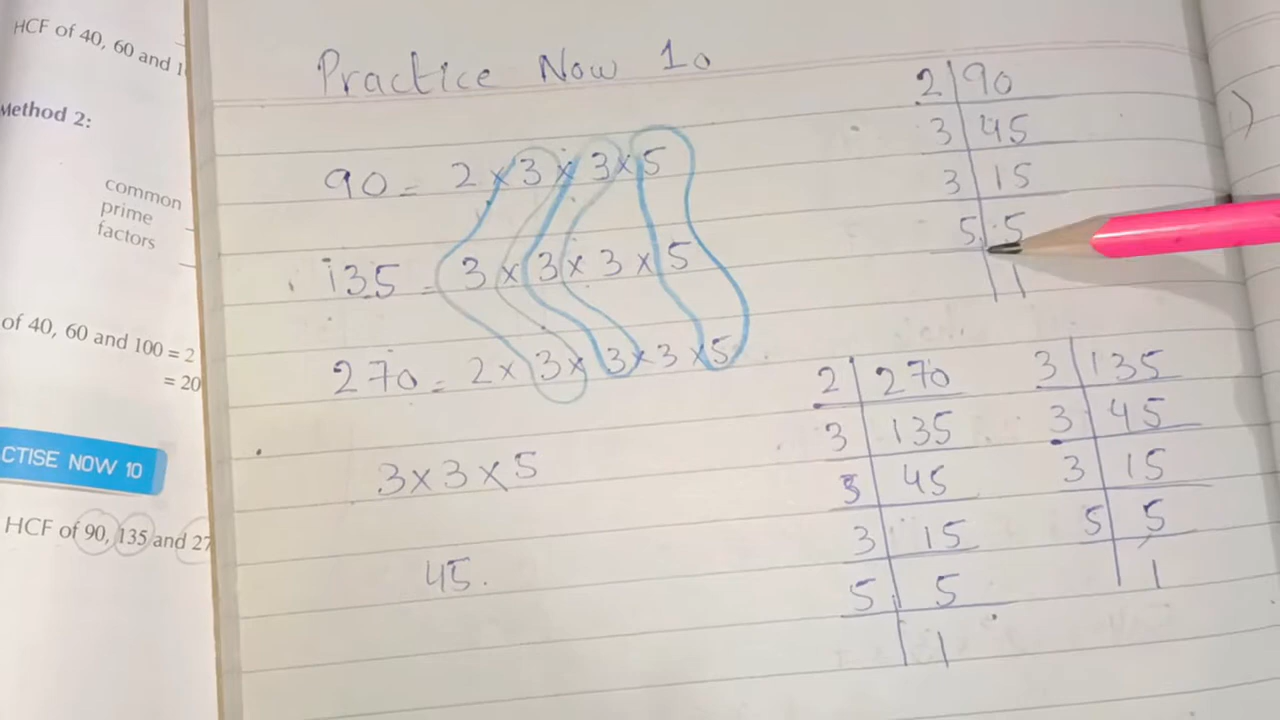 HCF of 40, 60 and 1
Method 2:
common
prime
factors
of 40, 60 and 100 = 2
= 20
CTISE NOW 10
HCF of 90, 135 and 27
Practice Now 10
90 = 2 x 3 x 3 x 5
135 = 3 x 3 x 3 x 5
270 = 2 x 3 x 3 x 3 x 5
3 x 3 x 5
45.
2 | 90
3 | 45
3 | 15
5 | 5
| 1
2 | 270
3 | 135
3 | 45
3 | 15
5 | 5
| 1
3 | 135
3 | 45
3 | 15
5 | 5
| 1